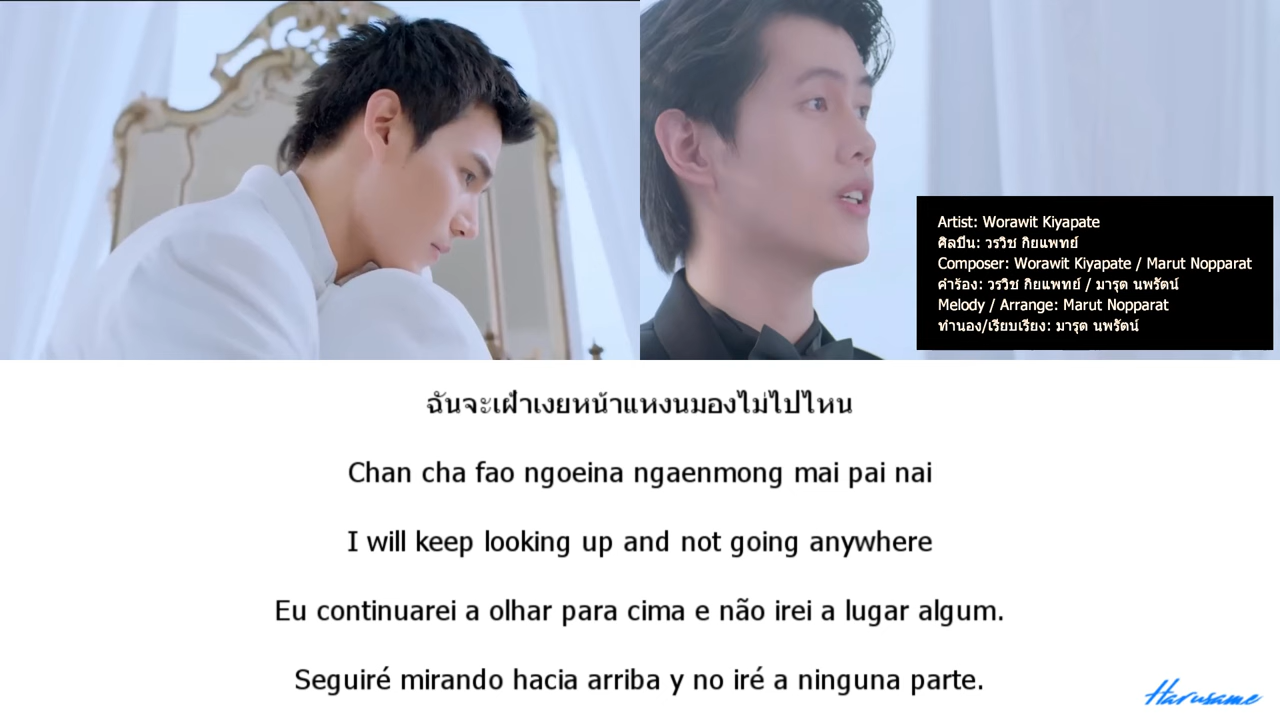 Artist: Worawit Kiyapate
ศิลปิน: วรวิช กิยแพทย์
Composer: Worawit Kiyapate / Marut Nopparat
คำร้อง: วรวิช กิยแพทย์ / มารุต นพรัตน์
Melody / Arrange: Marut Nopparat
ทำนอง/เรียบเรียง: มารุต นพรัตน์
ฉันจะเฝ้าเงยหน้าแหงนมองไม่ไปไหน
Chan cha fao ngoeina ngaenmong mai pai nai
I will keep looking up and not going anywhere
Eu continuarei a olhar para cima e não irei a lugar algum.
Seguiré mirando hacia arriba y no iré a ninguna parte.
Harusame